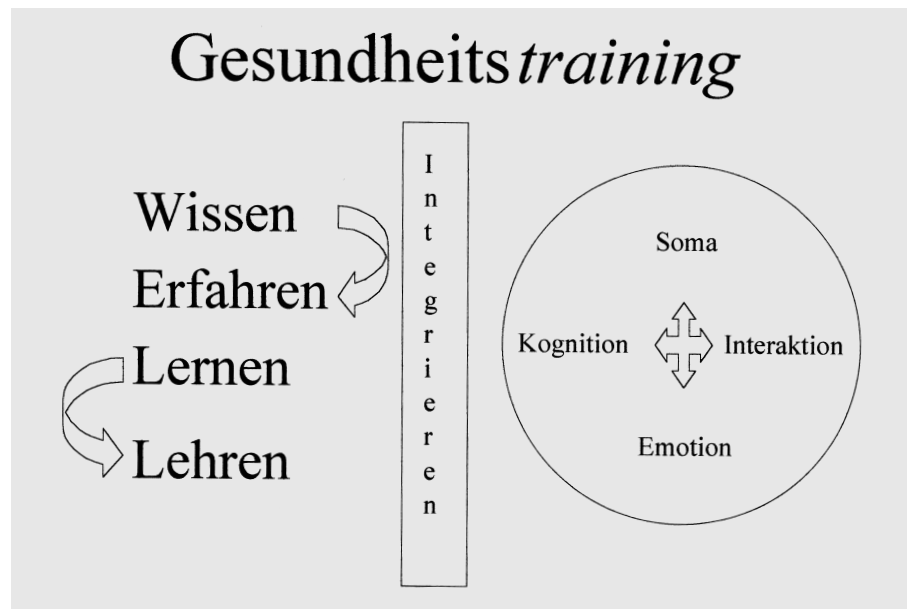 Gesundheitstraining
Wissen
Erfahren
Lernen
Lehren
Integrieren
Soma
Kognition
Interaktion
Emotion